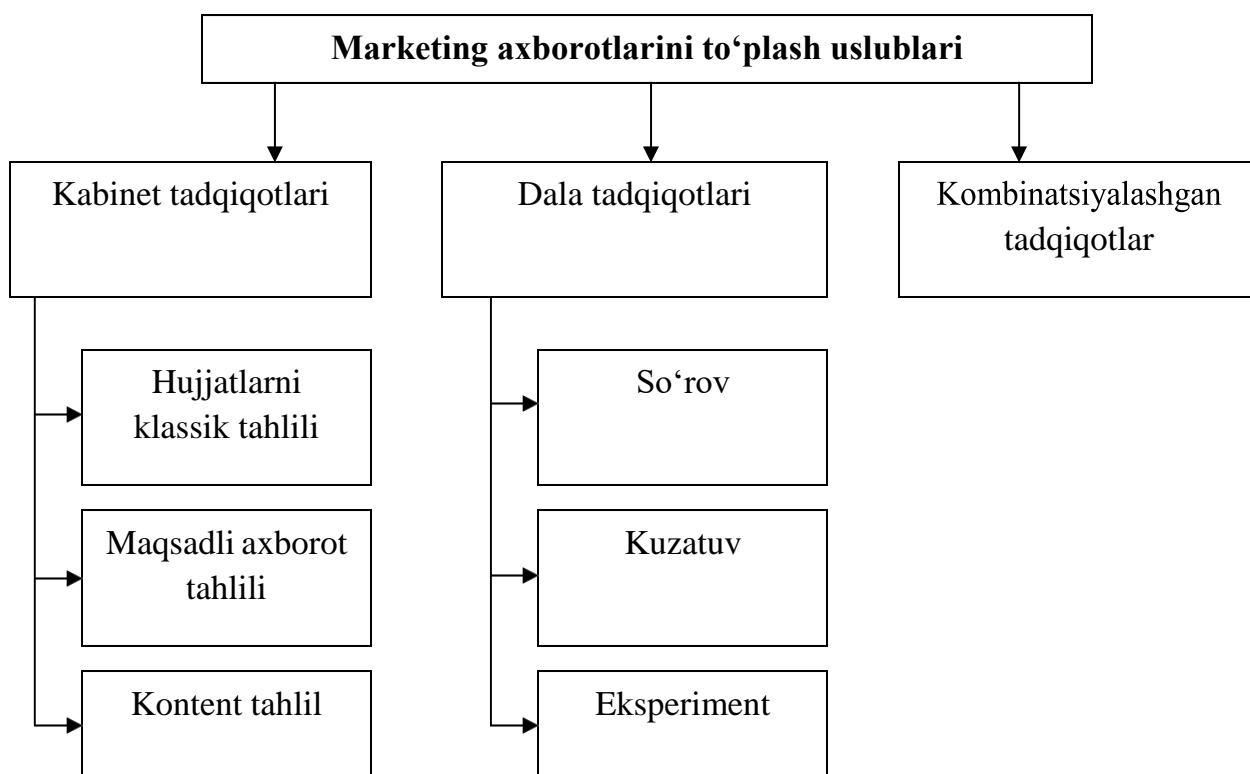 Marketing axborotlarini to‘plash uslublari
Kabinet tadqiqotlari
Dala tadqiqotlari
Kombinatsiyalashgan
tadqiqotlar
Hujjatlarni
klassik tahlili
So‘rov
Maqsadli axborot
tahlili
Kuzatuv
Kontent tahlil
Eksperiment